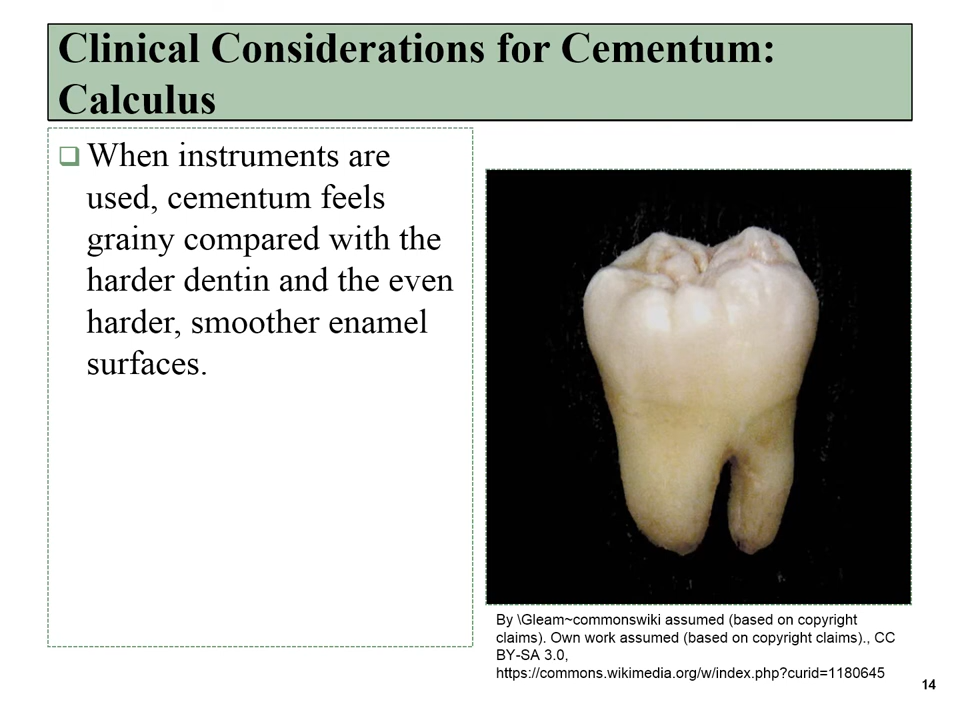 Clinical Considerations for Cementum:
Calculus
When instruments are
used, cementum feels
grainy compared with the
harder dentin and the even
harder, smoother enamel
surfaces.
By \Gleam~commonswiki assumed (based on copyright
claims). Own work assumed (based on copyright claims)., CC
BY-SA 3.0,
https://commons.wikimedia.org/w/index.php?curid=1180645
14